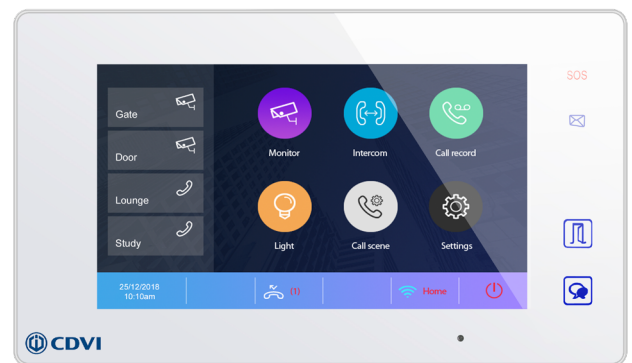 SOS
Gate
Door
Lounge
Study
Monitor
Intercom
Call record
Light
Call scene
Settings
25/12/2018
10:10am
(1)
Home
CDVI